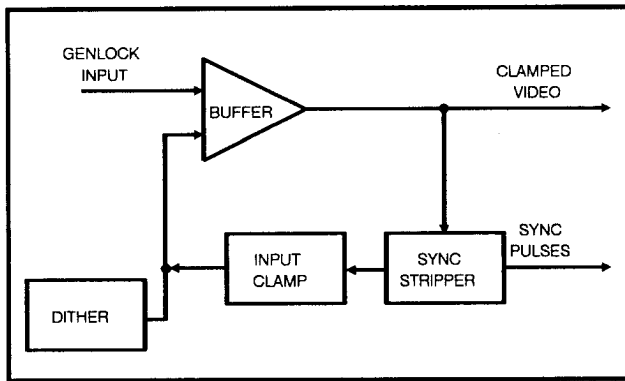 GENLOCK
INPUT
CLAMPED
VIDEO
BUFFER
SYNC
PULSES
INPUT
CLAMP
SYNC
STRIPPER
DITHER